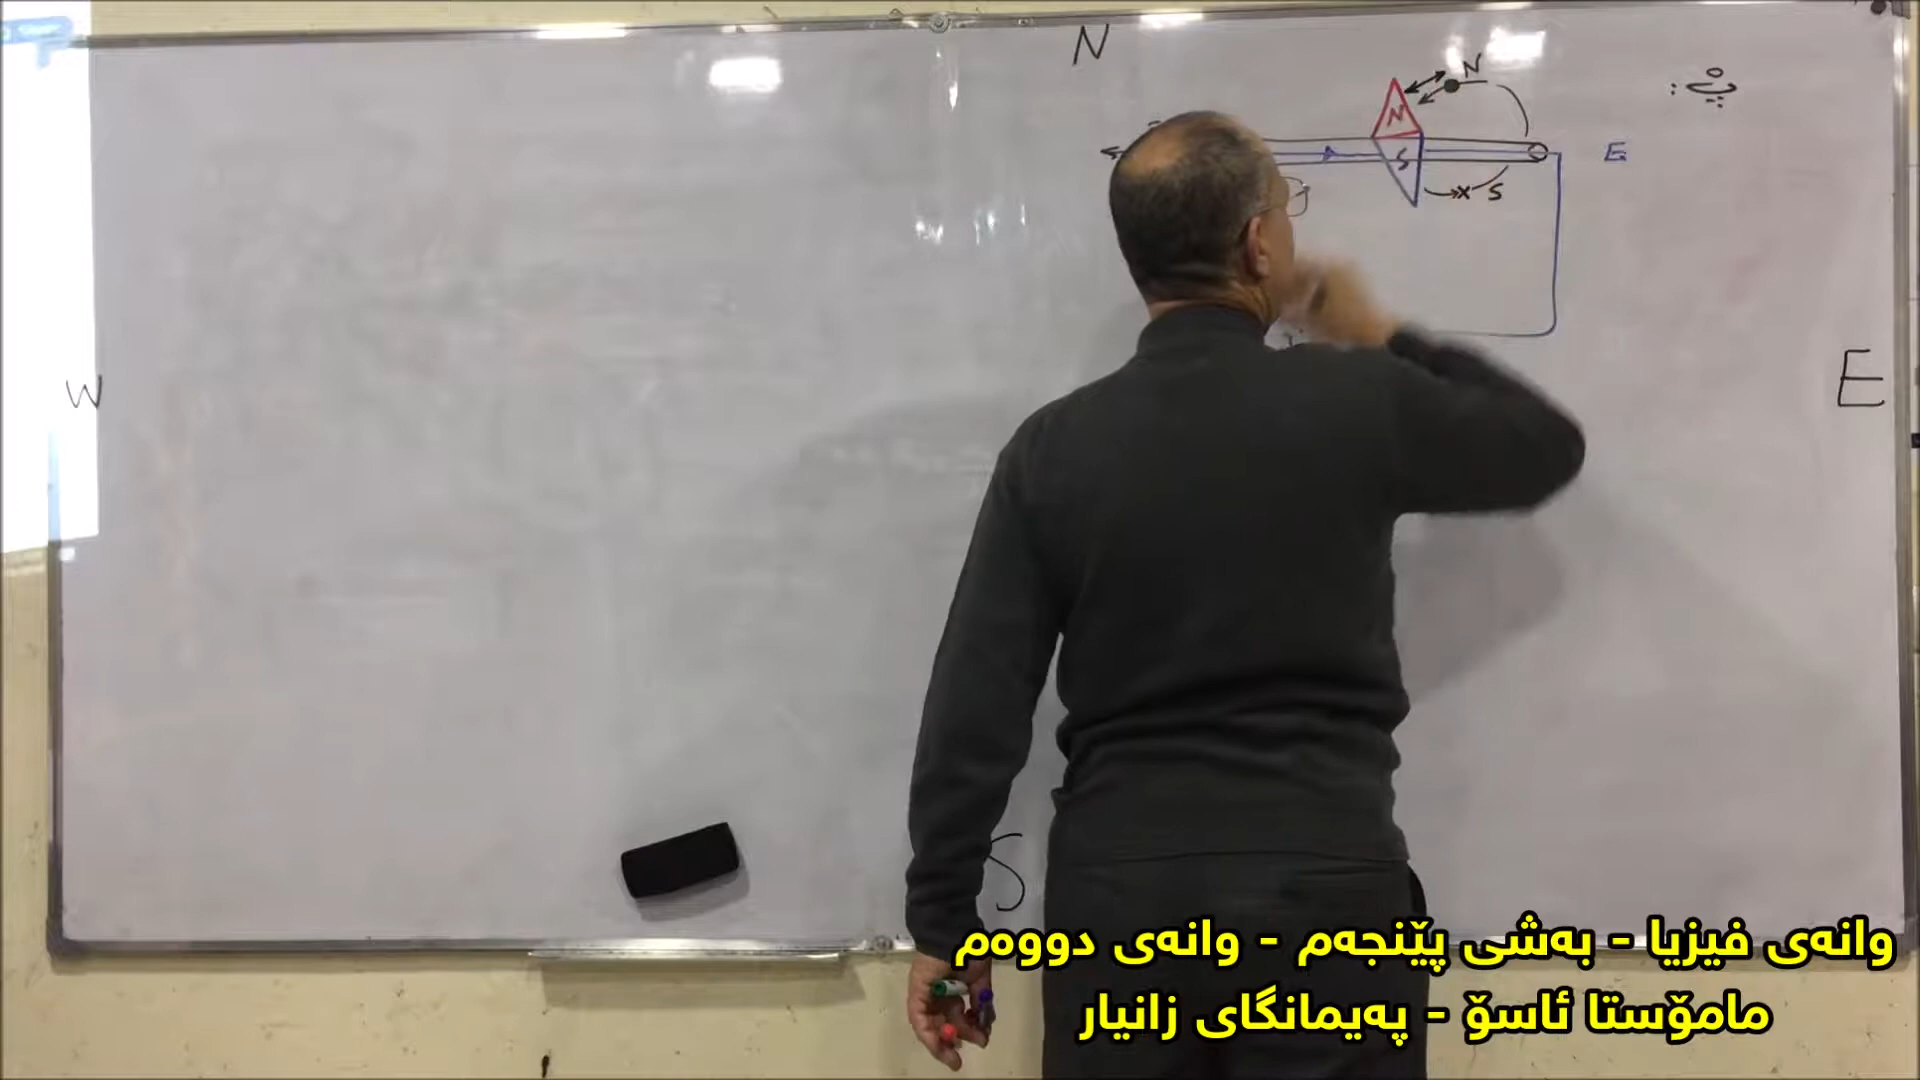 N
N
N
E
S
S
W
E
S
وانەی فیزیا - بەشی پێنجەم - وانەی دووەم
مامۆستا ئاسۆ - پەیمانگای زانیار